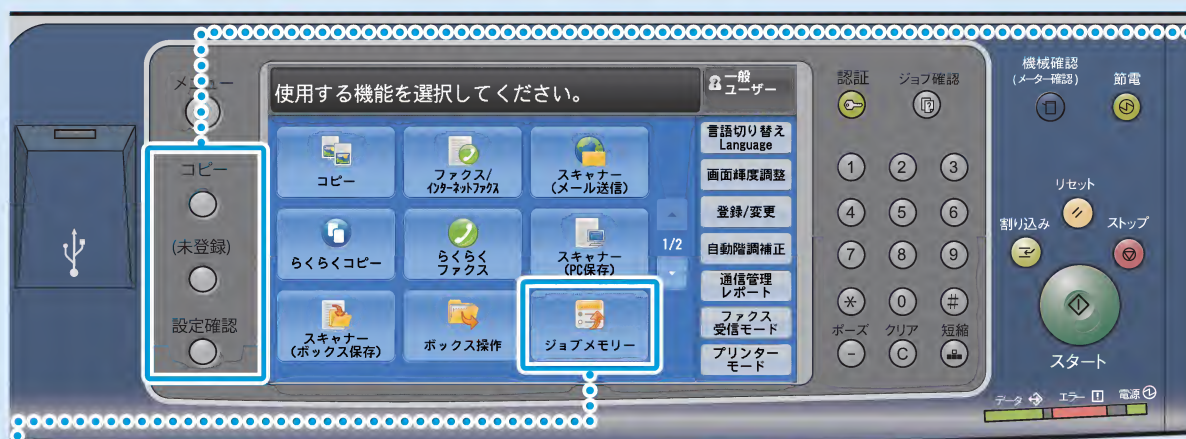 メニュー
コピー
(未登録)
設定確認
使用する機能を選択してください。
一般
ユーザー
コピー
ファクス/
インターネットファクス
スキャナー
(メール送信)
らくらくコピー
らくらく
ファクス
スキャナー
(PC保存)
スキャナー
(ボックス保存)
ボックス操作
ジョブメモリー
1/2
言語切り替え
Language
画面輝度調整
登録/変更
自動階調補正
通信管理
レポート
ファクス
受信モード
プリンター
モード
認証
ジョブ確認
1
2
3
4
5
6
7
8
9
*
0
#
ポーズ
クリア
短縮
-
C
機械確認
(メーター確認)
節電
リセット
割り込み
ストップ
スタート
データ
エラー
電源